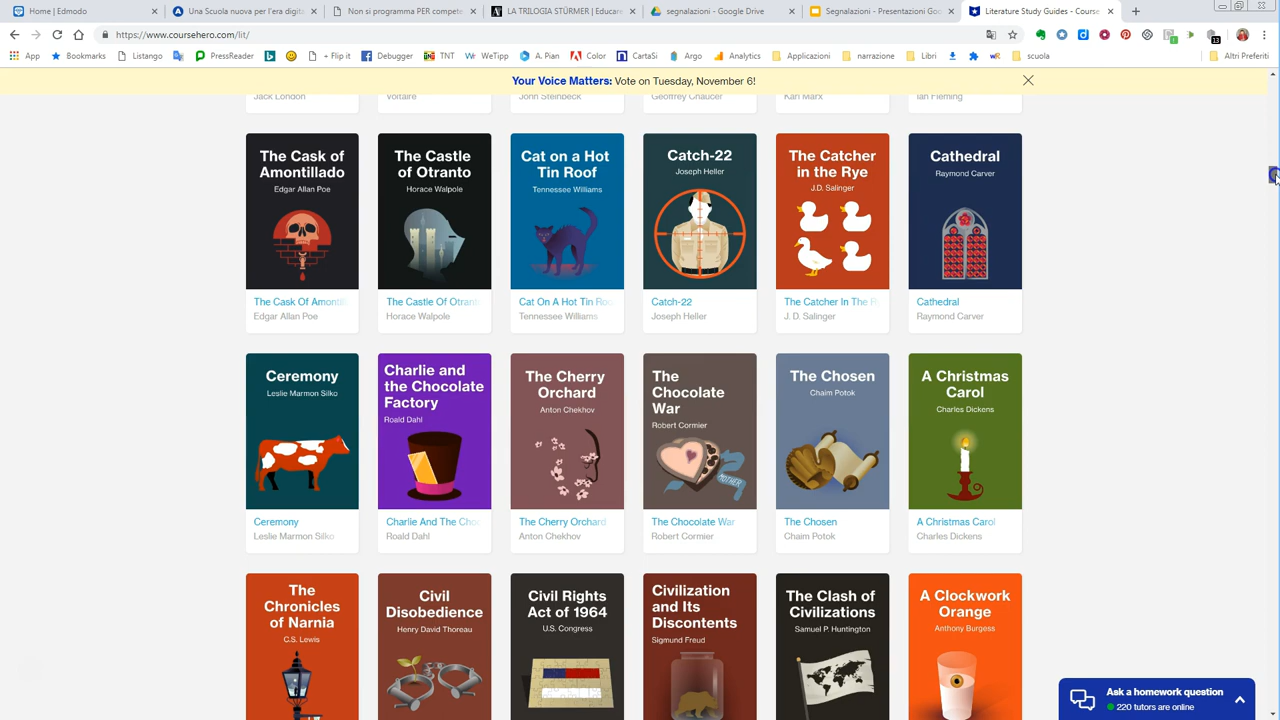 Home | Edmodo
Una Scuola nuova per l'era digita
Non si programma PER compete
LA TRILOGIA STÜRMER | Educare
segnalazioni - Google Drive
Segnalazioni - Presentazioni Goo
Literature Study Guides - Course
https://www.coursehero.com/lit/
App
Bookmarks
Listango
PressReader
+ Flip it
Debugger
TNT
WeTipp
A. Pian
Color
CartaSi
Argo
Analytics
Applicazioni
narrazione
Libri
wR
scuola
Altri Preferiti
Your Voice Matters: Vote on Tuesday, November 6!
Jack London
Voltaire
John Steinbeck
Geoffrey Chaucer
Karl Marx
Ian Fleming
The Cask of
Amontillado
Edgar Allan Poe
The Cask Of Amontil
Edgar Allan Poe
The Castle
of Otranto
Horace Walpole
The Castle Of Otrant
Horace Walpole
Cat on a Hot
Tin Roof
Tennessee Williams
Cat On A Hot Tin Roo
Tennessee Williams
Catch-22
Joseph Heller
Catch-22
Joseph Heller
The Catcher
in the Rye
J.D. Salinger
The Catcher In The R
J. D. Salinger
Cathedral
Raymond Carver
Cathedral
Raymond Carver
Ceremony
Leslie Marmon Silko
Ceremony
Leslie Marmon Silko
Charlie and
the Chocolate
Factory
Roald Dahl
Charlie And The Cho
Roald Dahl
The Cherry
Orchard
Anton Chekhov
The Cherry Orchard
Anton Chekhov
The
Chocolate
War
Robert Cormier
MOTHER
The Chocolate War
Robert Cormier
The Chosen
Chaim Potok
The Chosen
Chaim Potok
A Christmas
Carol
Charles Dickens
A Christmas Carol
Charles Dickens
The
Chronicles
of Narnia
C.S. Lewis
Civil
Disobedience
Henry David Thoreau
Civil Rights
Act of 1964
U.S. Congress
Civilization
and Its
Discontents
Sigmund Freud
The Clash of
Civilizations
Samuel P. Huntington
A Clockwork
Orange
Anthony Burgess
Ask a homework question
220 tutors are online